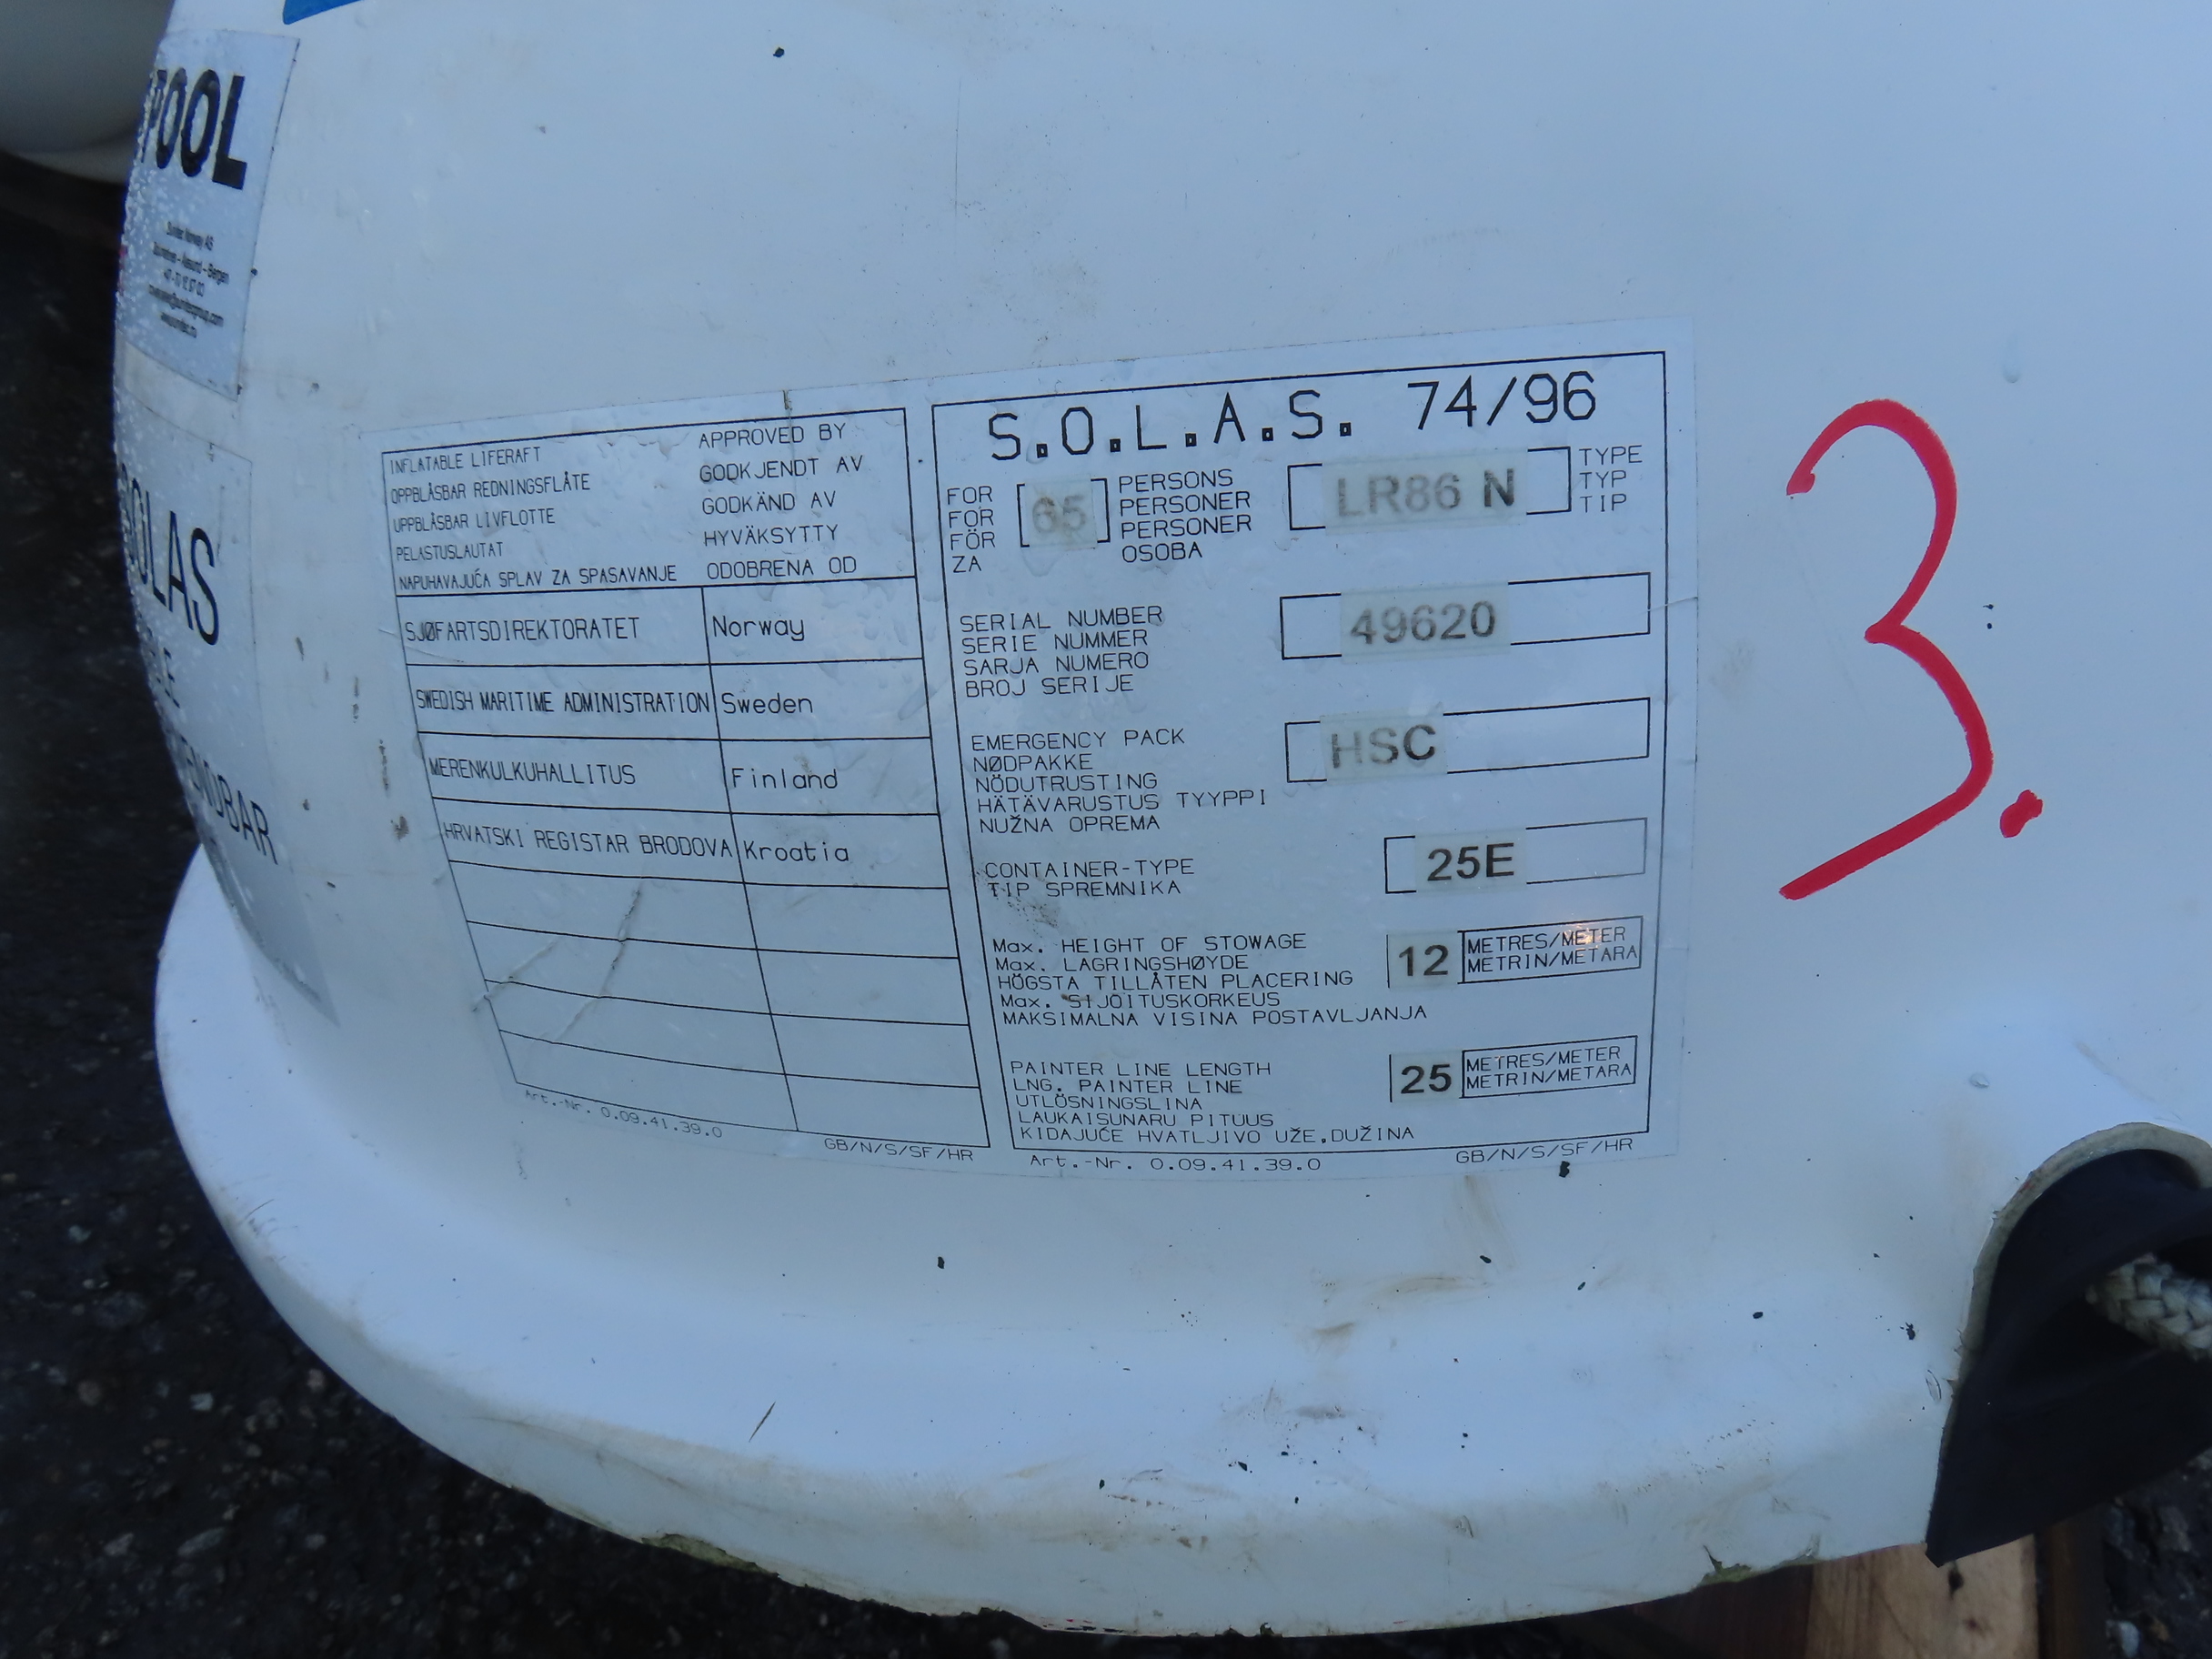 POOL
SOLAS
ENDBAR
INFLATABLE LIFERAFT
OPPBLÅSBAR REDNINGSFLÅTE
UPPBLÅSBAR LIVFLOTTE
PELASTUSLAUTAT
NAPUHAVAJUĆA SPLAV ZA SPASAVANJE
APPROVED BY
GODKJENDT AV
GODKÄND AV
HYVÄKSYTTY
ODOBRENA OD
SJØFARTSDIREKTORATET Norway
SWEDISH MARITIME ADMINISTRATION Sweden
MERENKULKUHALLITUS Finland
HRVATSKI REGISTAR BRODOVA Kroatia
Art.-Nr. 0.09.41.39.0 GB/N/S/SF/HR
S.O.L.A.S. 74/96
FOR
FOR
FÖR
ZA
65
PERSONS
PERSONER
PERSONER
OSOBA
LR86 N
TYPE
TYP
TIP
SERIAL NUMBER
SERIE NUMMER
SARJA NUMERO
BROJ SERIJE
49620
EMERGENCY PACK
NØDPAKKE
NÖDUTRUSTING
HÄTÄVARUSTUS TYYPPI
NUŽNA OPREMA
HSC
CONTAINER-TYPE
TIP SPREMNIKA
25E
Max. HEIGHT OF STOWAGE
Max. LAGRINGSHØYDE
HÖGSTA TILLÅTEN PLACERING
Max. SIJOITUSKORKEUS
MAKSIMALNA VISINA POSTAVLJANJA
12
METRES/METER
METRIN/METARA
PAINTER LINE LENGTH
LNG. PAINTER LINE
UTLÖSNINGSLINA
LAUKAISUNARU PITUUS
KIDAJUĆE HVATLJIVO UŽE.DUŽINA
25
METRES/METER
METRIN/METARA
Art.-Nr. 0.09.41.39.0 GB/N/S/SF/HR
3.